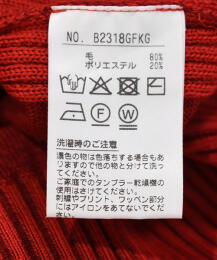 NO. B2318GFKG
毛 80%
ポリエステル 20%
洗濯時のご注意
濃色の物は色落ちする場合が
ありますので他の物と分けて洗っ
てください。
ご家庭でのタンブラー乾燥機の
使用はさけてください。
刺繍やプリント、ワッペン部分
にはアイロンをあてないでくだ
さい。